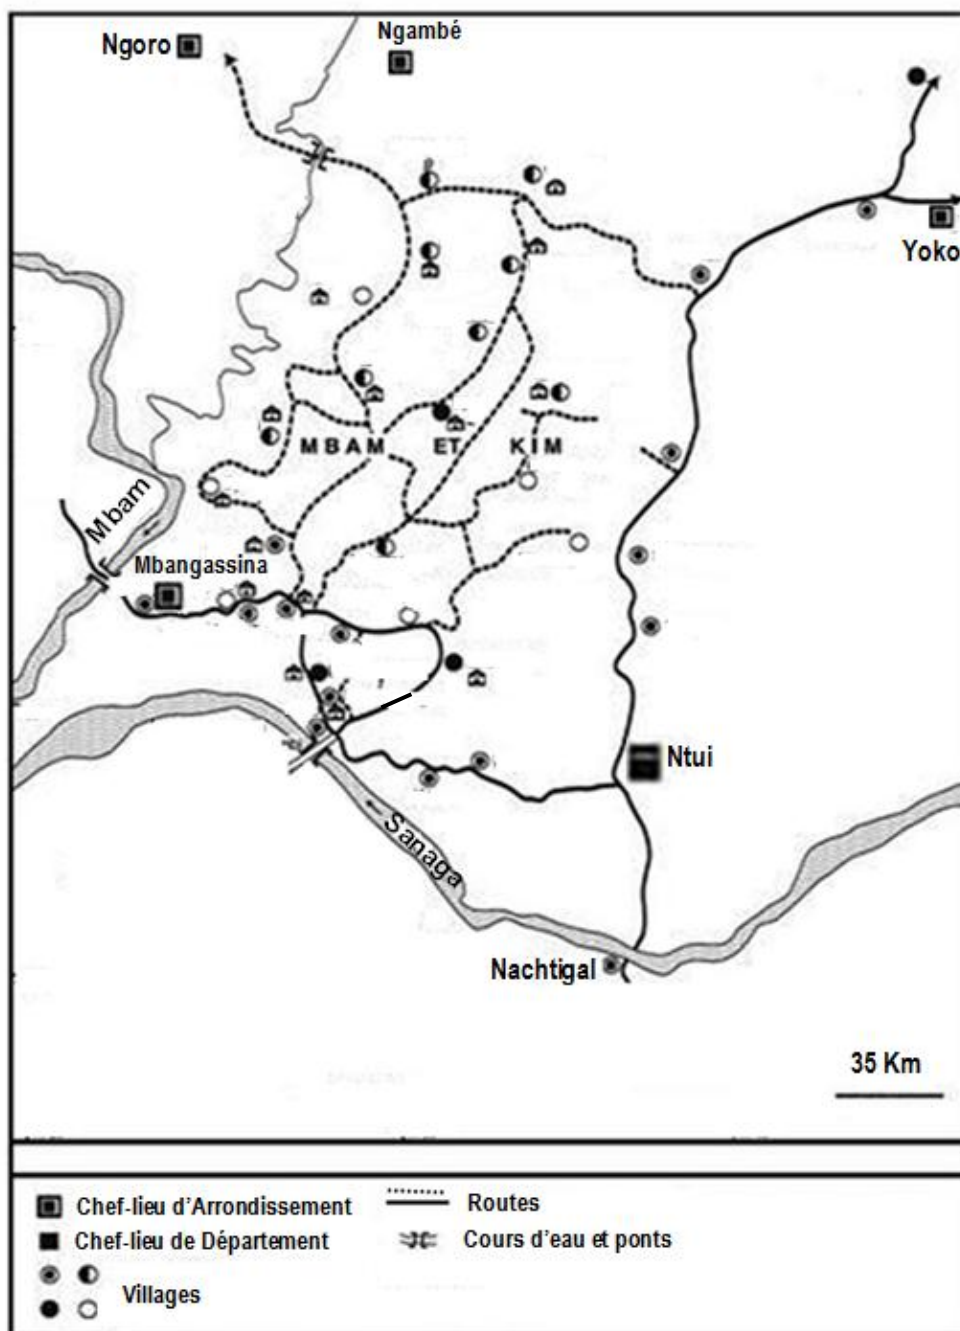 Ngambé
Ngoro
Yoko
MBAM ET KIM
Mbam
Mbangassina
Ntui
Sanaga
Nachtigal
35 Km
Chef-lieu d'Arrondissement
Routes
Chef-lieu de Département
Cours d'eau et ponts
Villages